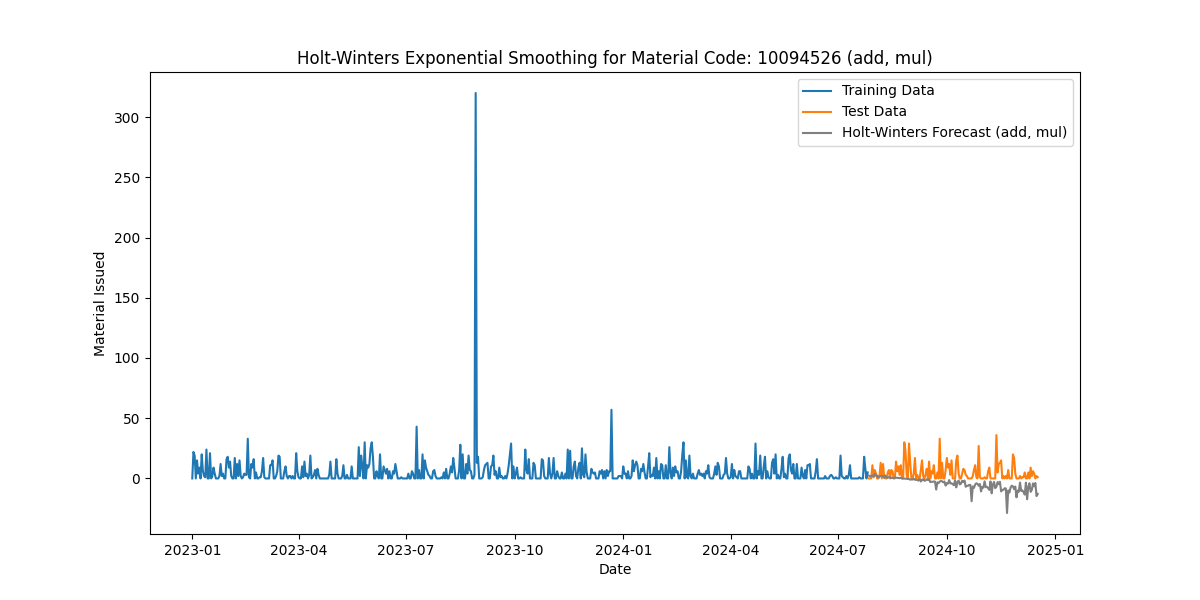 Holt-Winters Exponential Smoothing for Material Code: 10094526 (add, mul)
Training Data
Test Data
Holt-Winters Forecast (add, mul)
Material Issued
300
250
200
150
100
50
0
2023-01 2023-04 2023-07 2023-10 2024-01 2024-04 2024-07 2024-10 2025-01
Date